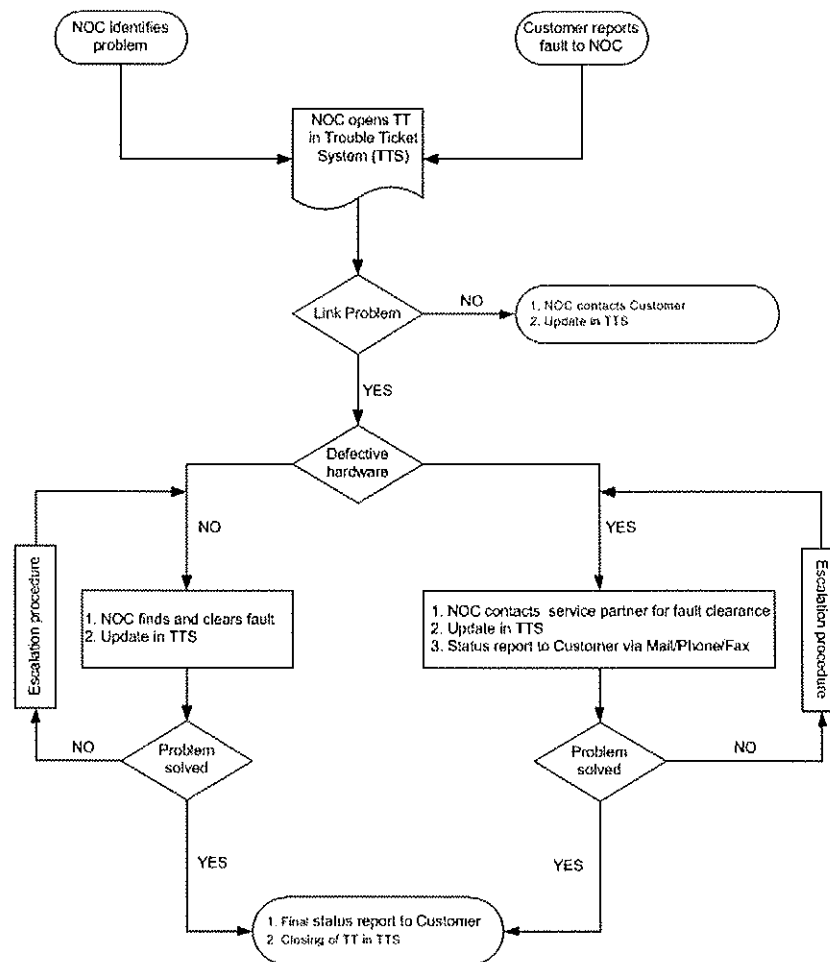 NOC identifies
problem
Customer reports
fault to NOC
NOC opens TT
in Trouble Ticket
System (TTS)
Link Problem
NO
1. NOC contacts Customer
2. Update in TTS
YES
Defective
hardware
NO
YES
Escalation procedure
1. NOC finds and clears fault
2. Update in TTS
1. NOC contacts service partner for fault clearance
2. Update in TTS
3. Status report to Customer via Mail/Phone/Fax
Escalation procedure
NO
Problem
solved
Problem
solved
NO
YES
YES
1. Final status report to Customer
2. Closing of TT in TTS